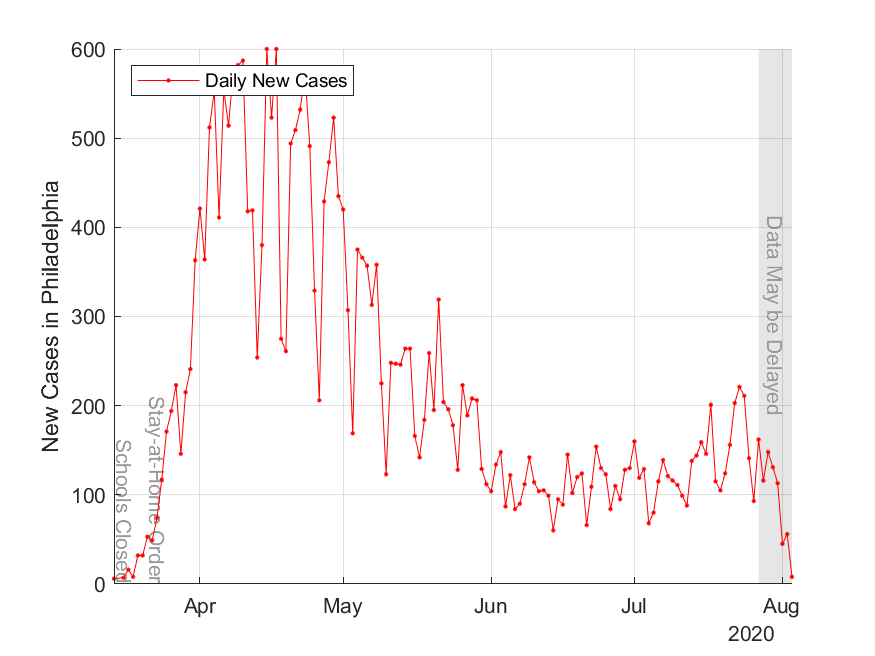 600
500
400
300
200
100
0
New Cases in Philadelphia
Daily New Cases
Schools Closed
Stay-at-Home Order
Data May be Delayed
Apr
May
Jun
Jul
Aug
2020